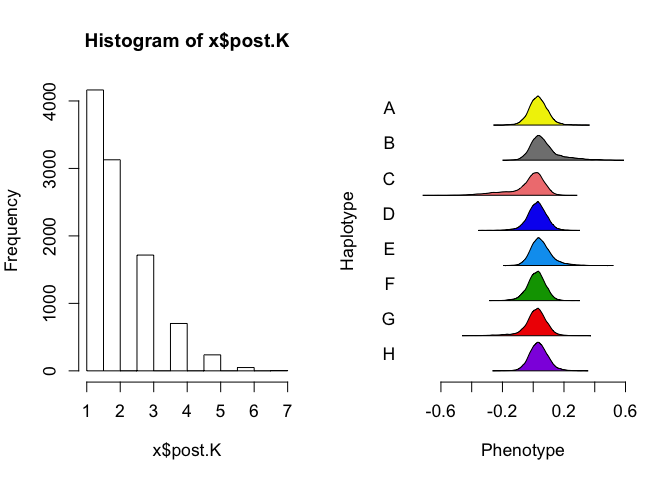 Histogram of x$post.K
Frequency
0
1000
2000
3000
4000
1 2 3 4 5 6 7
x$post.K
Haplotype
A
B
C
D
E
F
G
H
-0.6 -0.2 0.2 0.6
Phenotype